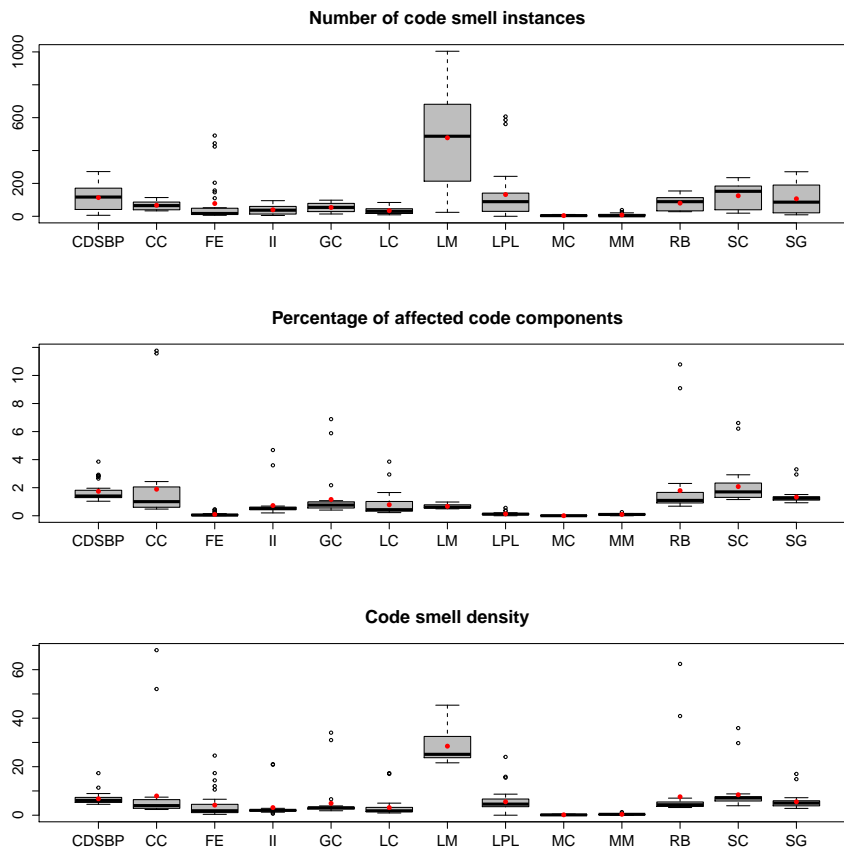 Number of code smell instances
1000
600
200
0
CDSBP CC FE II GC LC LM LPL MC MM RB SC SG
Percentage of affected code components
10
8
6
4
2
0
CDSBP CC FE II GC LC LM LPL MC MM RB SC SG
Code smell density
60
40
20
0
CDSBP CC FE II GC LC LM LPL MC MM RB SC SG